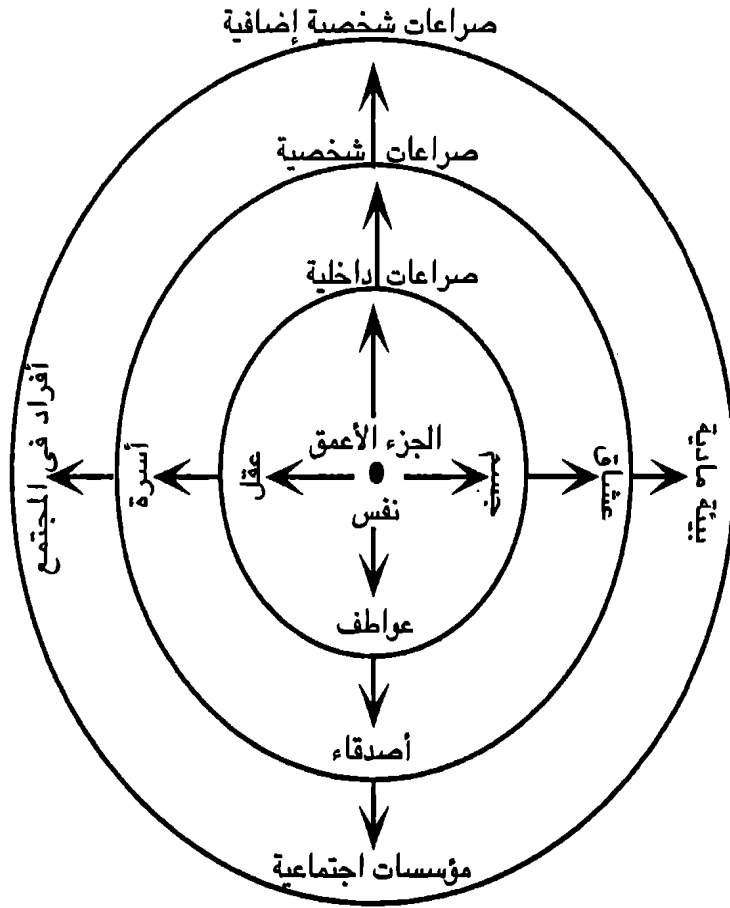 صراعات شخصية إضافية
صراعات شخصية
صراعات داخلية
الجزء الأعمق
نفس
جسم
عشاق
بيئة مادية
عقل
أسرة
أفراد فى المجتمع
عواطف
أصدقاء
مؤسسات اجتماعية